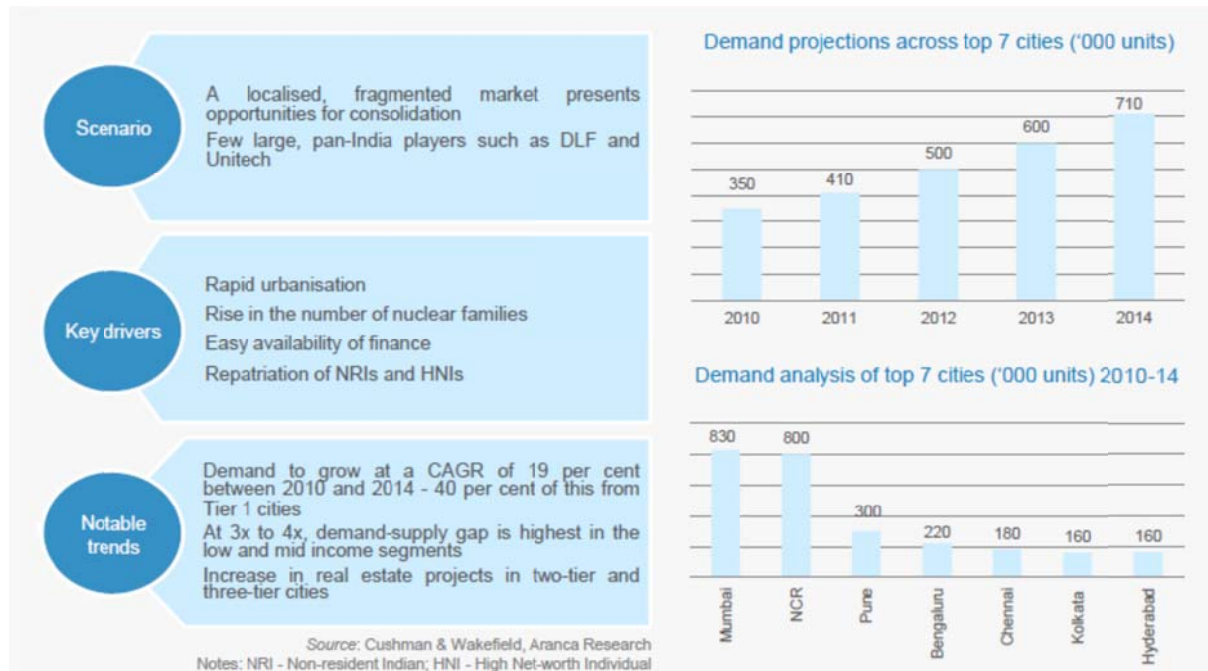 Scenario
A localised, fragmented market presents
opportunities for consolidation
Few large, pan-India players such as DLF and
Unitech
Key drivers
Rapid urbanisation
Rise in the number of nuclear families
Easy availability of finance
Repatriation of NRIs and HNIs
Notable
trends
Demand to grow at a CAGR of 19 per cent
between 2010 and 2014 - 40 per cent of this from
Tier 1 cities
At 3x to 4x, demand-supply gap is highest in the
low and mid income segments
Increase in real estate projects in two-tier and
three-tier cities
Source: Cushman & Wakefield, Aranca Research
Notes: NRI - Non-resident Indian; HNI - High Net-worth Individual
Demand projections across top 7 cities ('000 units)
350
410
500
600
710
2010
2011
2012
2013
2014
Demand analysis of top 7 cities ('000 units) 2010-14
830
800
300
220
180
160
160
Mumbai
NCR
Pune
Bengaluru
Chennai
Kolkata
Hyderabad